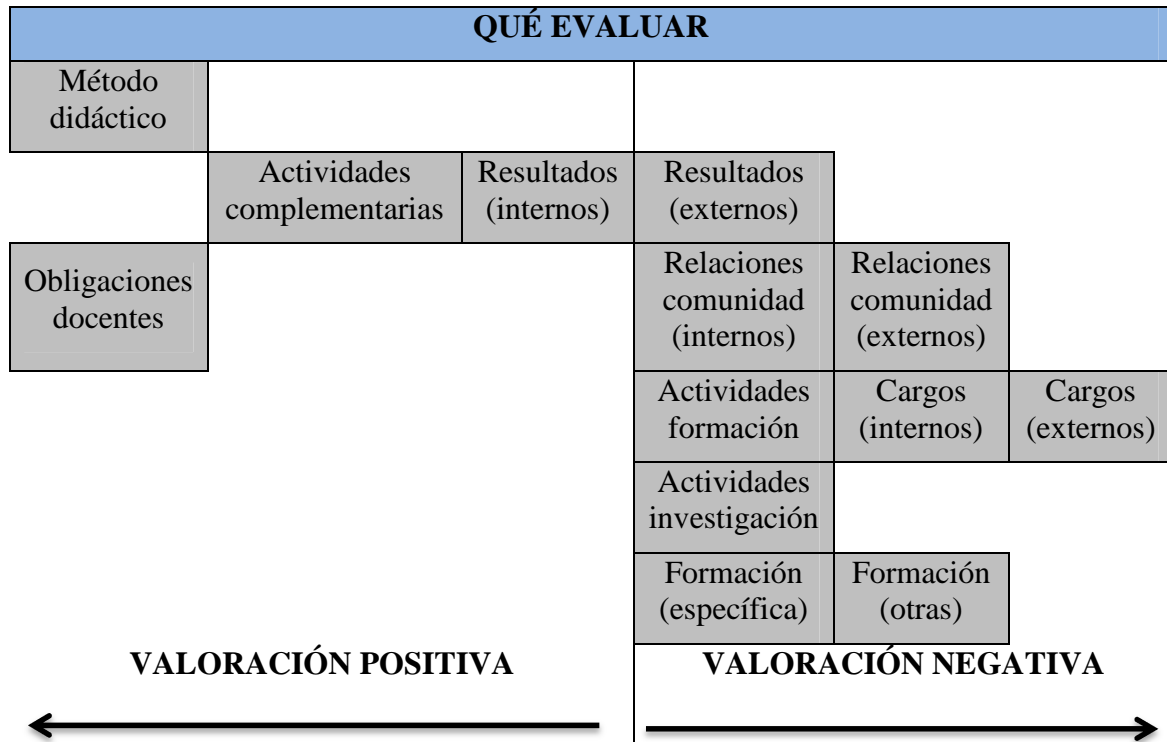 QUÉ EVALUAR
Método
didáctico
Actividades
complementarias
Resultados
(internos)
Resultados
(externos)
Obligaciones
docentes
Relaciones
comunidad
(internos)
Relaciones
comunidad
(externos)
Actividades
formación
Cargos
(internos)
Cargos
(externos)
Actividades
investigación
Formación
(específica)
Formación
(otras)
VALORACIÓN POSITIVA
VALORACIÓN NEGATIVA